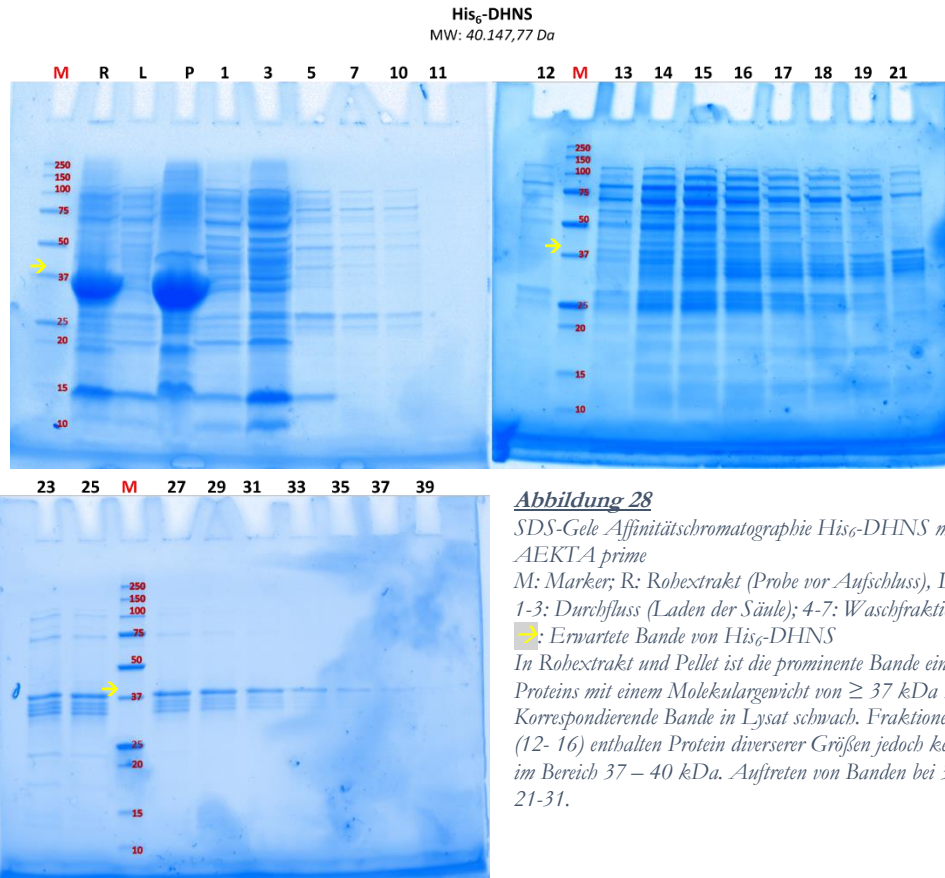 His₆-DHNS
MW: 40.147,77 Da
M R L P 1 3 5 7 10 11
12 M 13 14 15 16 17 18 19 21
250
150
100
75
50
37
25
20
15
10
250
150
100
75
50
37
25
20
15
10
23 25 M 27 29 31 33 35 37 39
250
150
100
75
50
37
25
20
15
10
Abbildung 28
SDS-Gele Affinitätschromatographie His₆-DHNS
AEKTA prime
M: Marker; R: Rohextrakt (Probe vor Aufschluss),
1-3: Durchfluss (Laden der Säule); 4-7: Waschfrakti
→: Erwartete Bande von His₆-DHNS
In Rohextrakt und Pellet ist die prominente Bande ein
Proteins mit einem Molekulargewicht von ≥ 37 kDa
Korrespondierende Bande in Lysat schwach. Fraktione
(12- 16) enthalten Protein diverserer Größen jedoch ke
im Bereich 37 – 40 kDa. Auftreten von Banden bei
21-31.